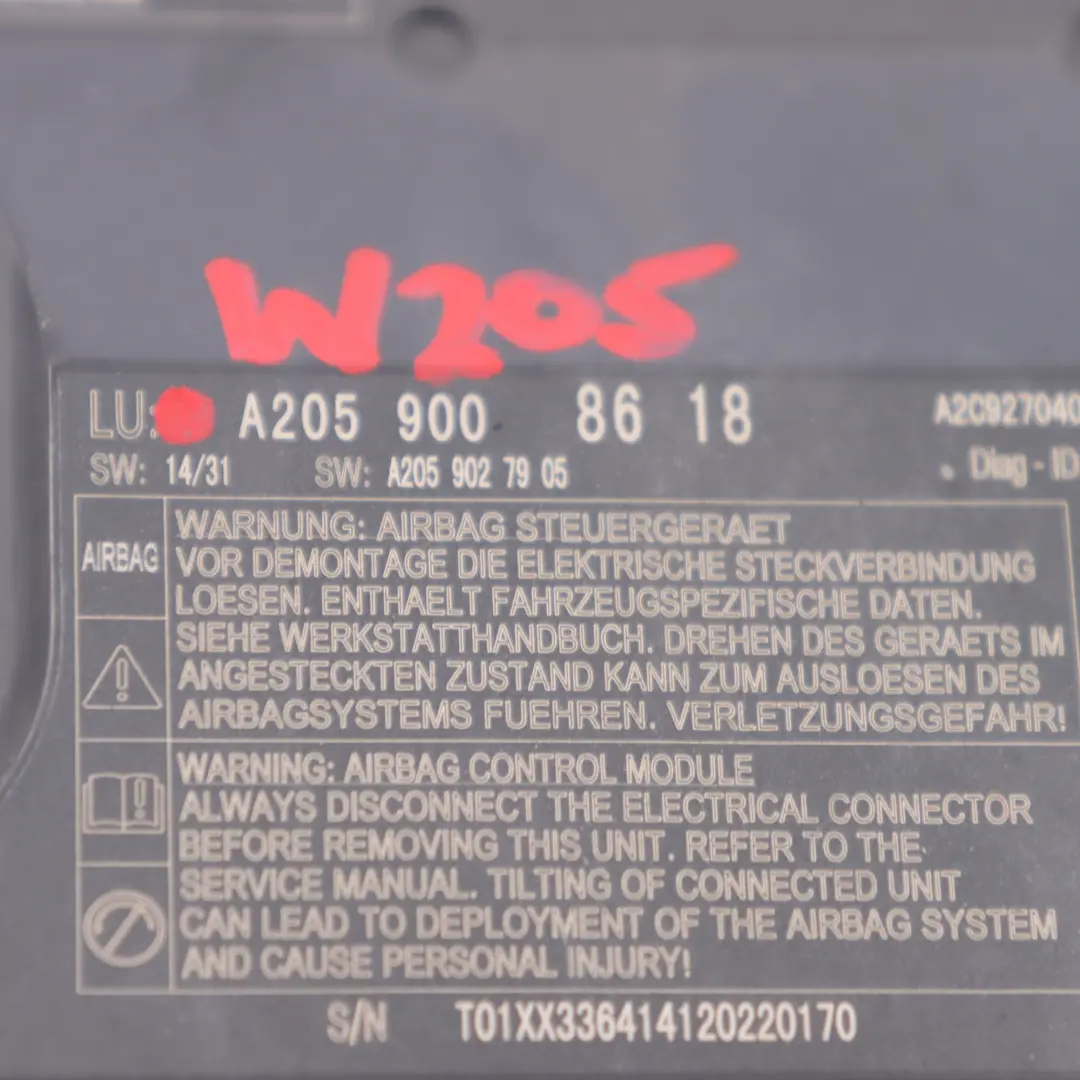 W205
LU: A205 900 86 18 A2C927040
SW: 14/31 SW: A205 902 79 05 Diag-ID
AIRBAG
WARNUNG: AIRBAG STEUERGERAET
VOR DEMONTAGE DIE ELEKTRISCHE STECKVERBINDUNG
LOESEN. ENTHAELT FAHRZEUGSPEZIFISCHE DATEN.
SIEHE WERKSTATTHANDBUCH. DREHEN DES GERAETS IM
ANGESTECKTEN ZUSTAND KANN ZUM AUSLOESEN DES
AIRBAGSYSTEMS FUEHREN. VERLETZUNGSGEFAHR!
WARNING: AIRBAG CONTROL MODULE
ALWAYS DISCONNECT THE ELECTRICAL CONNECTOR
BEFORE REMOVING THIS UNIT. REFER TO THE
SERVICE MANUAL. TILTING OF CONNECTED UNIT
CAN LEAD TO DEPLOYMENT OF THE AIRBAG SYSTEM
AND CAUSE PERSONAL INJURY!
S/N T01XX336414120220170